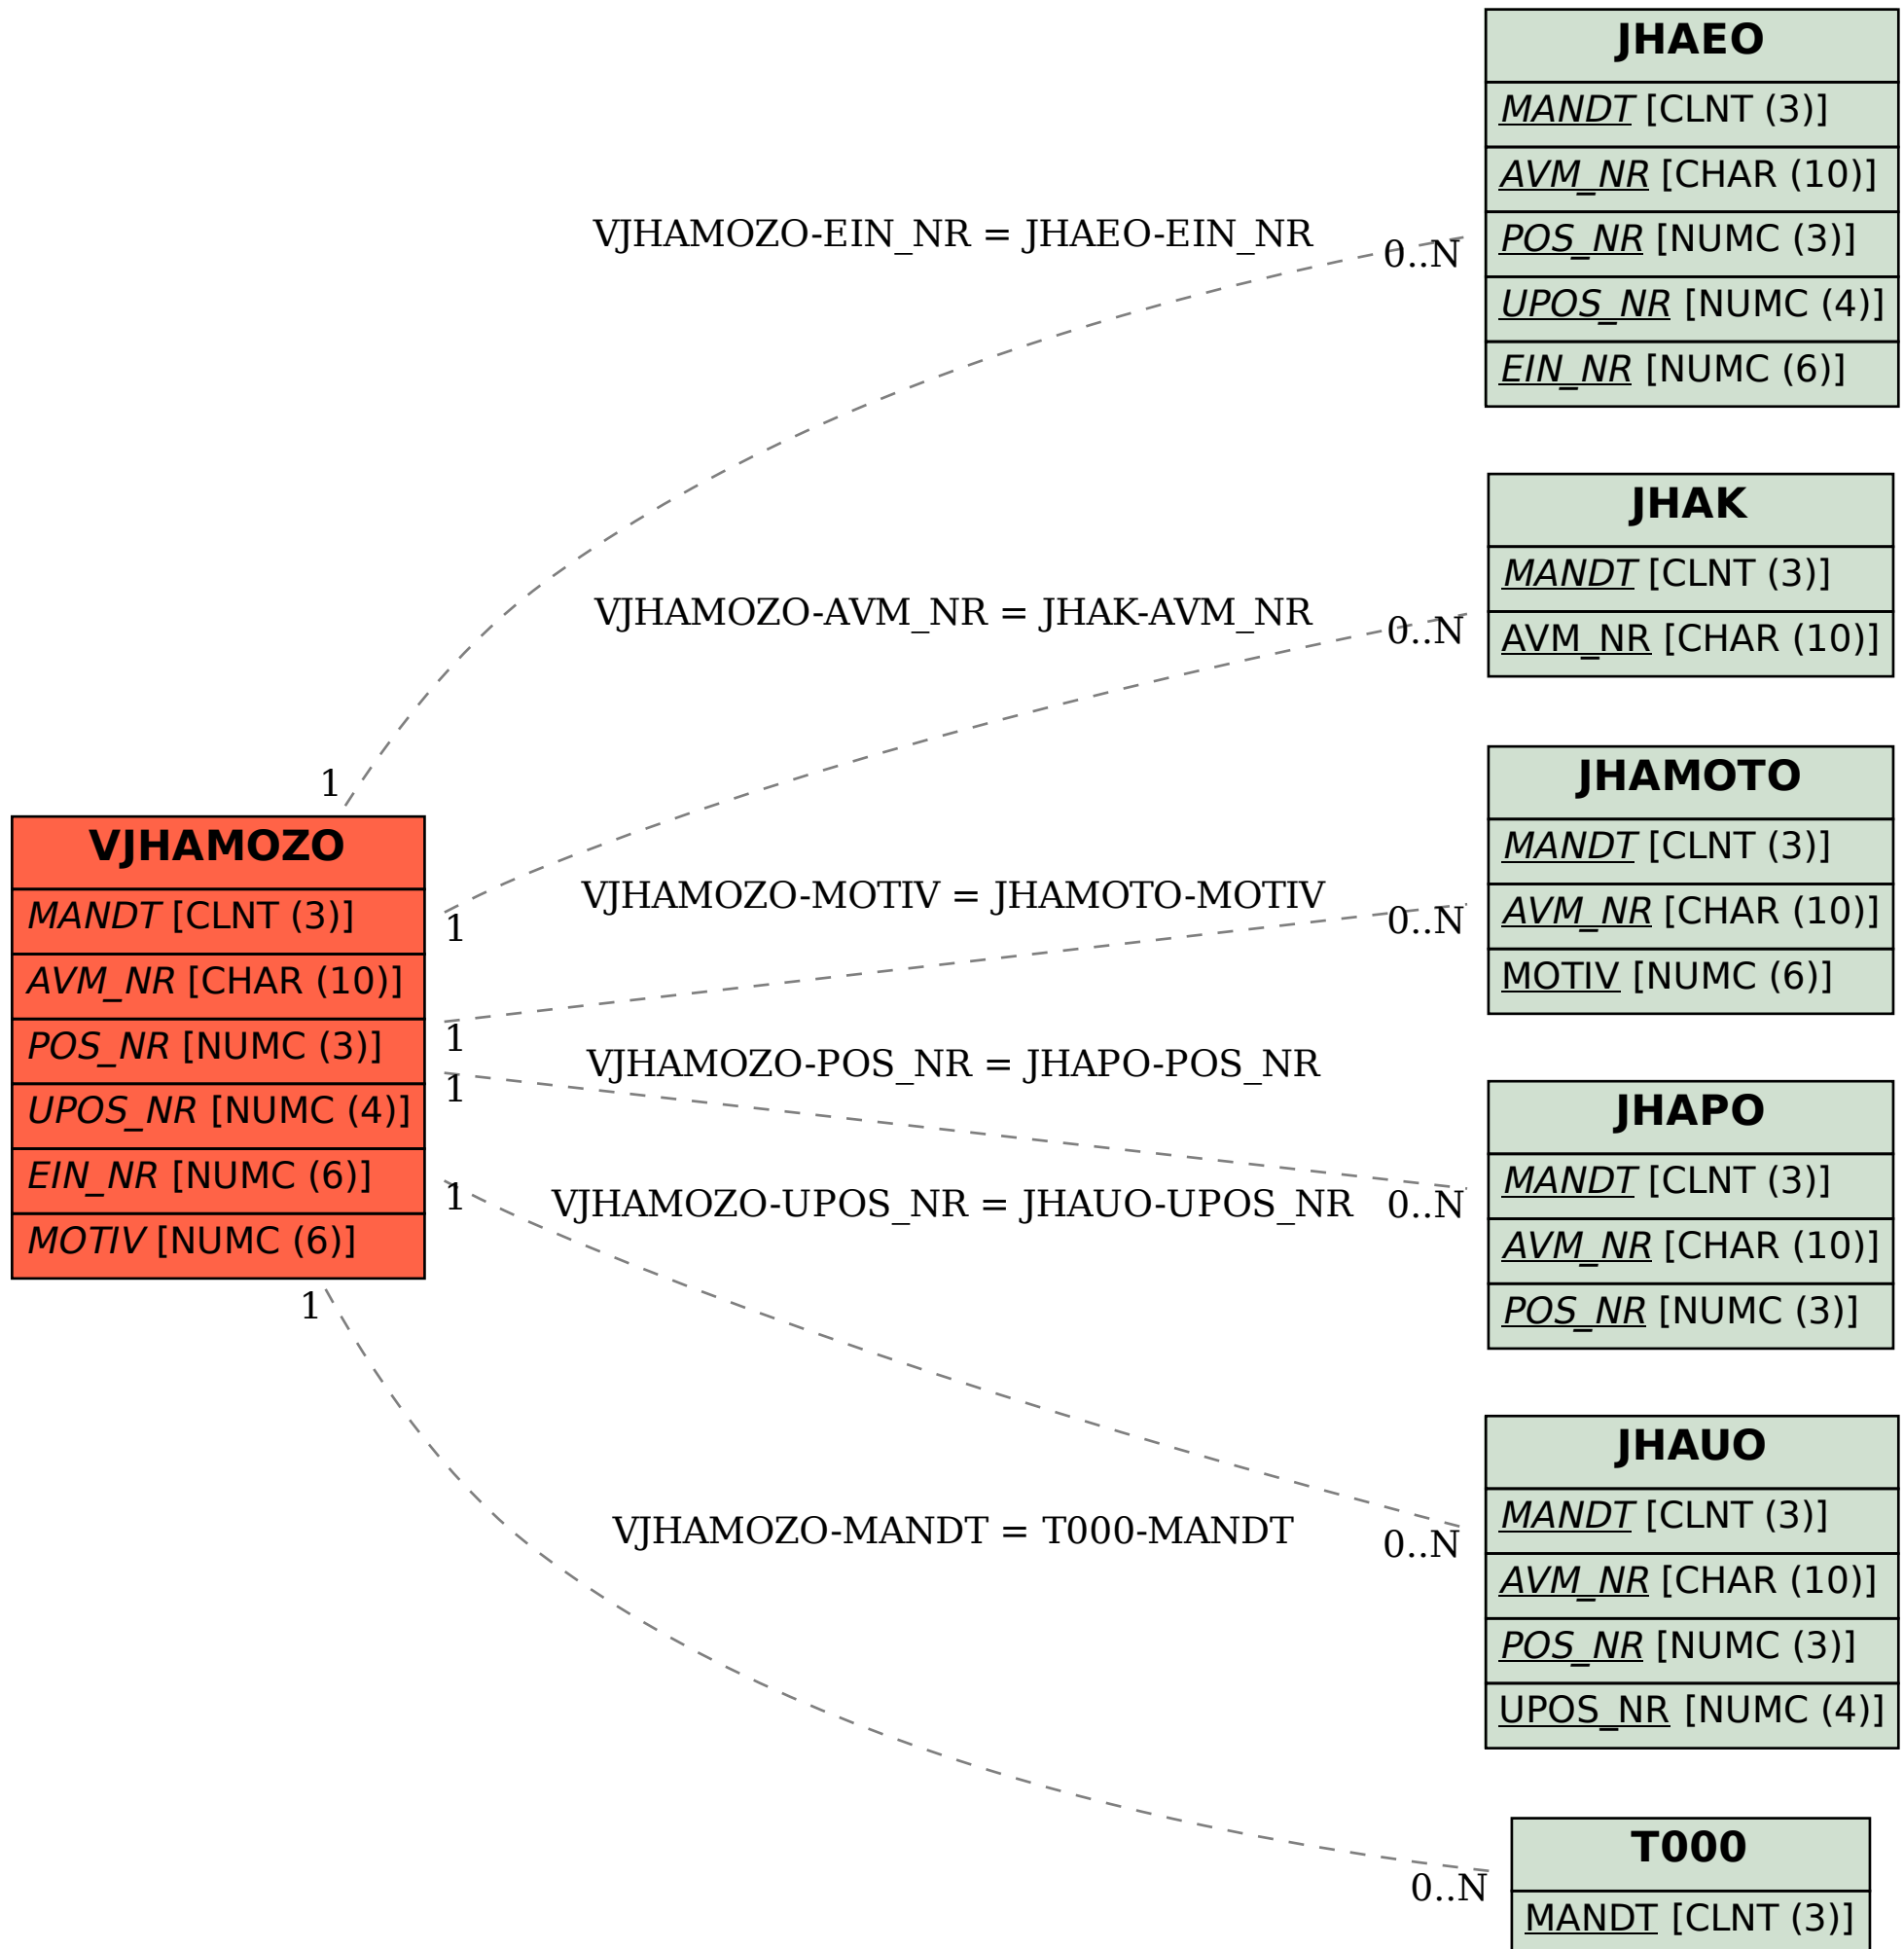 JHAEO
MANDT [CLNT (3)]
AVM_NR [CHAR (10)]
POS_NR [NUMC (3)]
UPOS_NR [NUMC (4)]
EIN_NR [NUMC (6)]
VJHAMOZO-EIN_NR = JHAEO-EIN_NR
0..N
1
JHAK
MANDT [CLNT (3)]
AVM_NR [CHAR (10)]
VJHAMOZO-AVM_NR = JHAK-AVM_NR
0..N
1
JHAMOTO
MANDT [CLNT (3)]
AVM_NR [CHAR (10)]
MOTIV [NUMC (6)]
VJHAMOZO-MOTIV = JHAMOTO-MOTIV
0..N
1
VJHAMOZO
MANDT [CLNT (3)]
AVM_NR [CHAR (10)]
POS_NR [NUMC (3)]
UPOS_NR [NUMC (4)]
EIN_NR [NUMC (6)]
MOTIV [NUMC (6)]
VJHAMOZO-POS_NR = JHAPO-POS_NR
1
0..N
JHAPO
MANDT [CLNT (3)]
AVM_NR [CHAR (10)]
POS_NR [NUMC (3)]
VJHAMOZO-UPOS_NR = JHAUO-UPOS_NR
1
0..N
JHAUO
MANDT [CLNT (3)]
AVM_NR [CHAR (10)]
POS_NR [NUMC (3)]
UPOS_NR [NUMC (4)]
VJHAMOZO-MANDT = T000-MANDT
1
0..N
T000
MANDT [CLNT (3)]